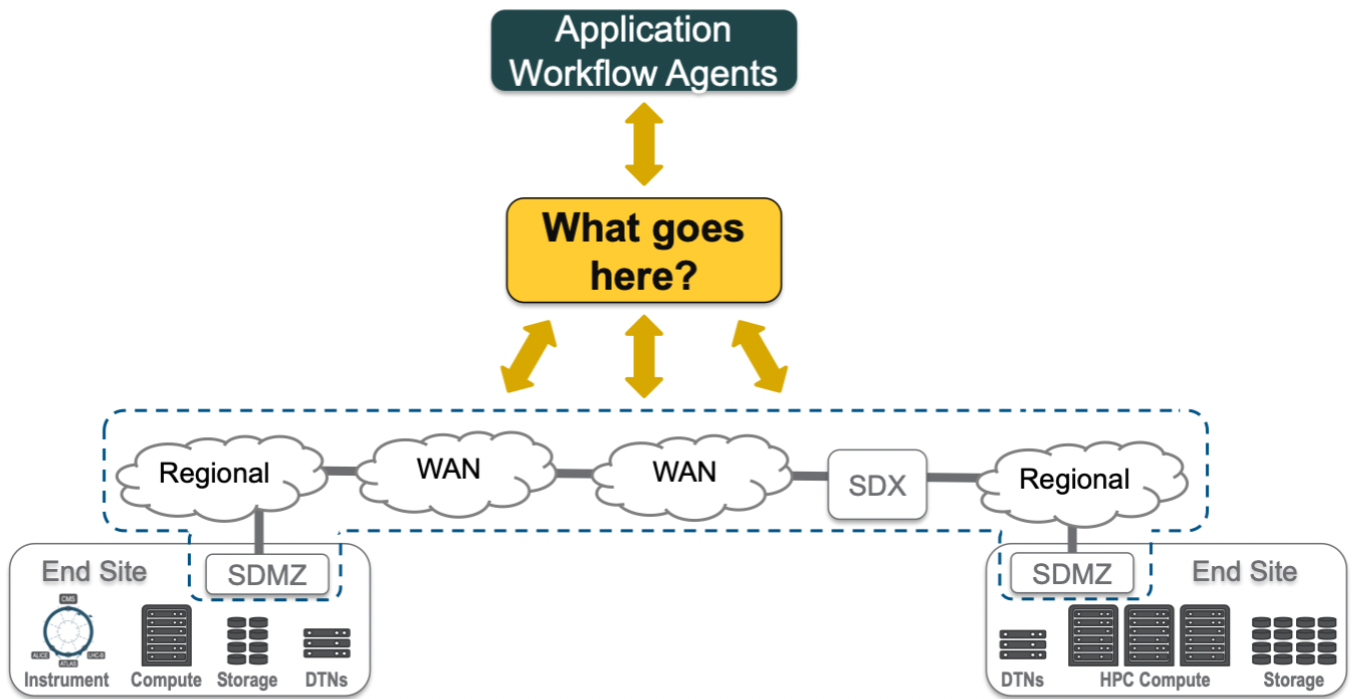 Application
Workflow Agents
What goes
here?
Regional
WAN
WAN
SDX
Regional
End Site
SDMZ
SDMZ
End Site
CMS
ALICE
ATLAS
LHC-B
Instrument
Compute
Storage
DTNs
DTNs
HPC Compute
Storage